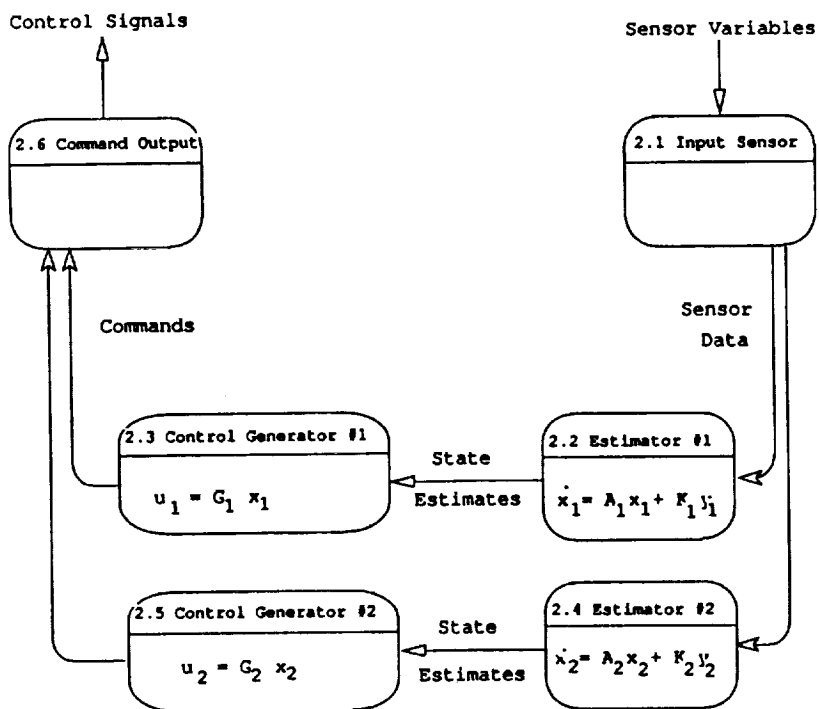 Control Signals
Sensor Variables
2.6 Command Output
2.1 Input Sensor
Commands
Sensor
Data
2.3 Control Generator #1
u₁ = G₁ x₁
State
Estimates
2.2 Estimator #1
ẋ₁= A₁x₁+ K₁y₁
2.5 Control Generator #2
u₂ = G₂ x₂
State
Estimates
2.4 Estimator #2
ẋ₂= A₂x₂+ K₂y₂